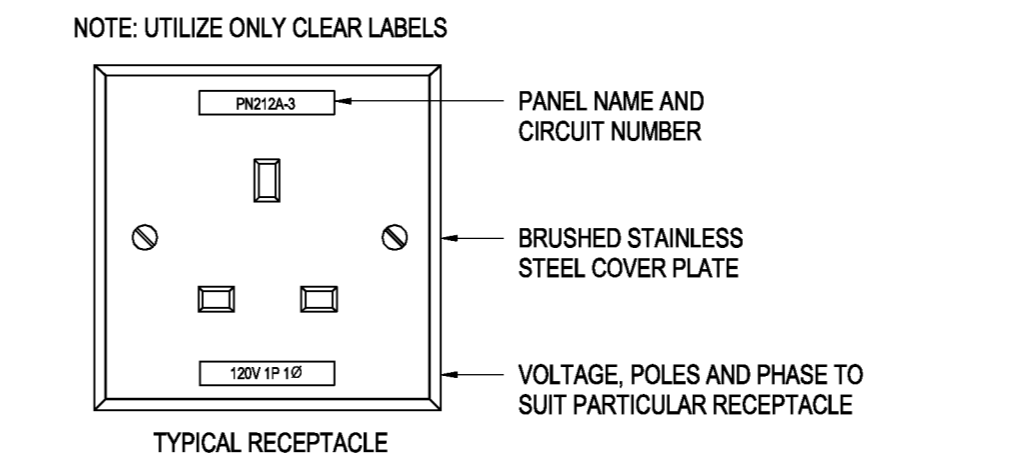 NOTE: UTILIZE ONLY CLEAR LABELS
PN212A-3
PANEL NAME AND
CIRCUIT NUMBER
BRUSHED STAINLESS
STEEL COVER PLATE
120V 1P 1Ø
VOLTAGE, POLES AND PHASE TO
SUIT PARTICULAR RECEPTACLE
TYPICAL RECEPTACLE